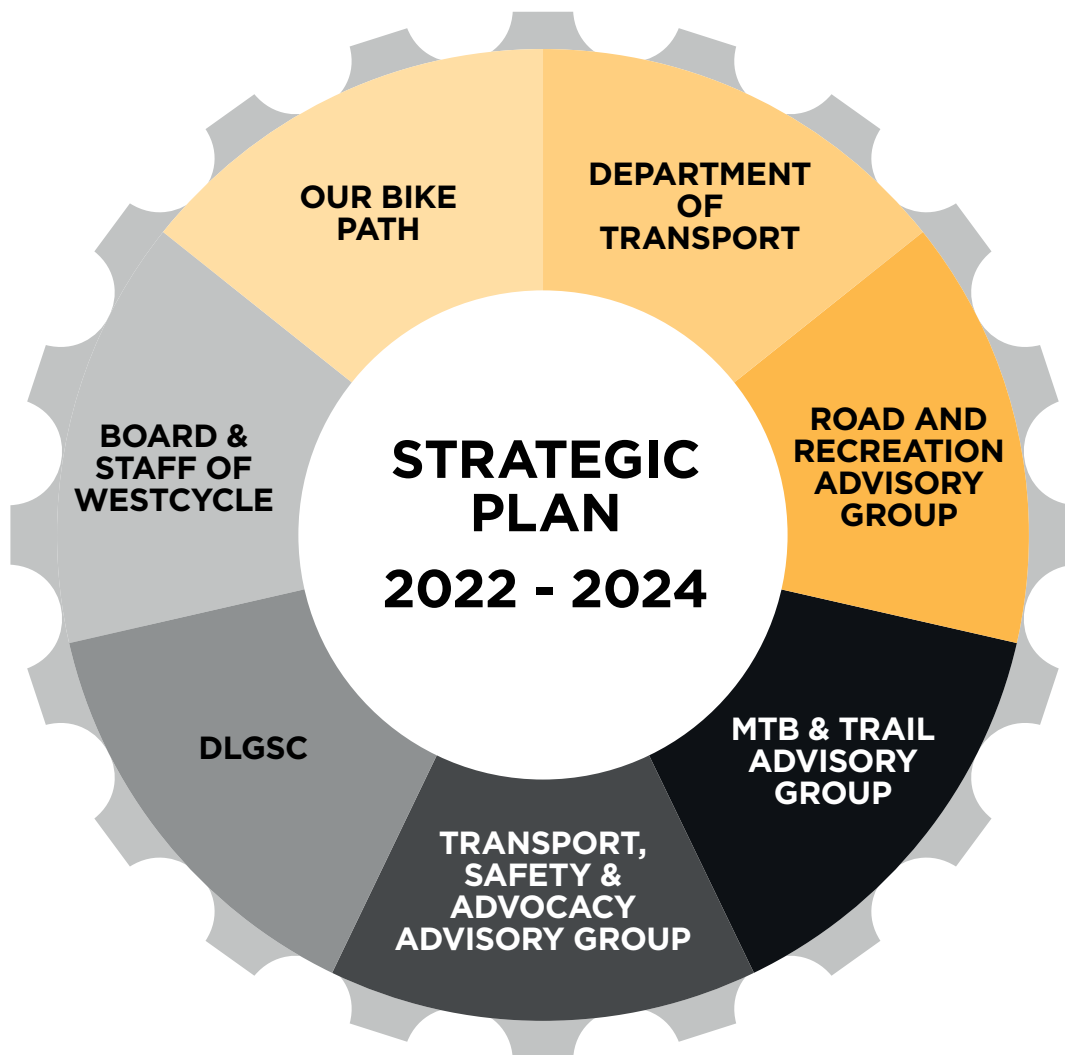 OUR BIKE
PATH
DEPARTMENT
OF
TRANSPORT
ROAD AND
RECREATION
ADVISORY
GROUP
MTB & TRAIL
ADVISORY
GROUP
TRANSPORT,
SAFETY &
ADVOCACY
ADVISORY GROUP
DLGSC
BOARD &
STAFF OF
WESTCYCLE
STRATEGIC
PLAN
2022 - 2024